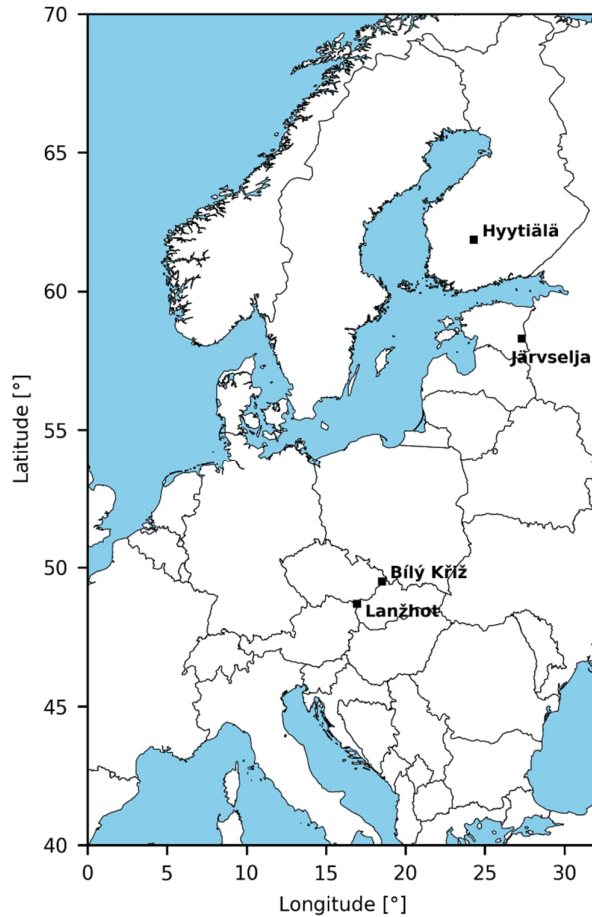 70
65
Hyytiälä
60
Järvselja
55
Latitude [°]
50
Bílý Kříž
Lanžhot
45
40
0 5 10 15 20 25 30
Longitude [°]